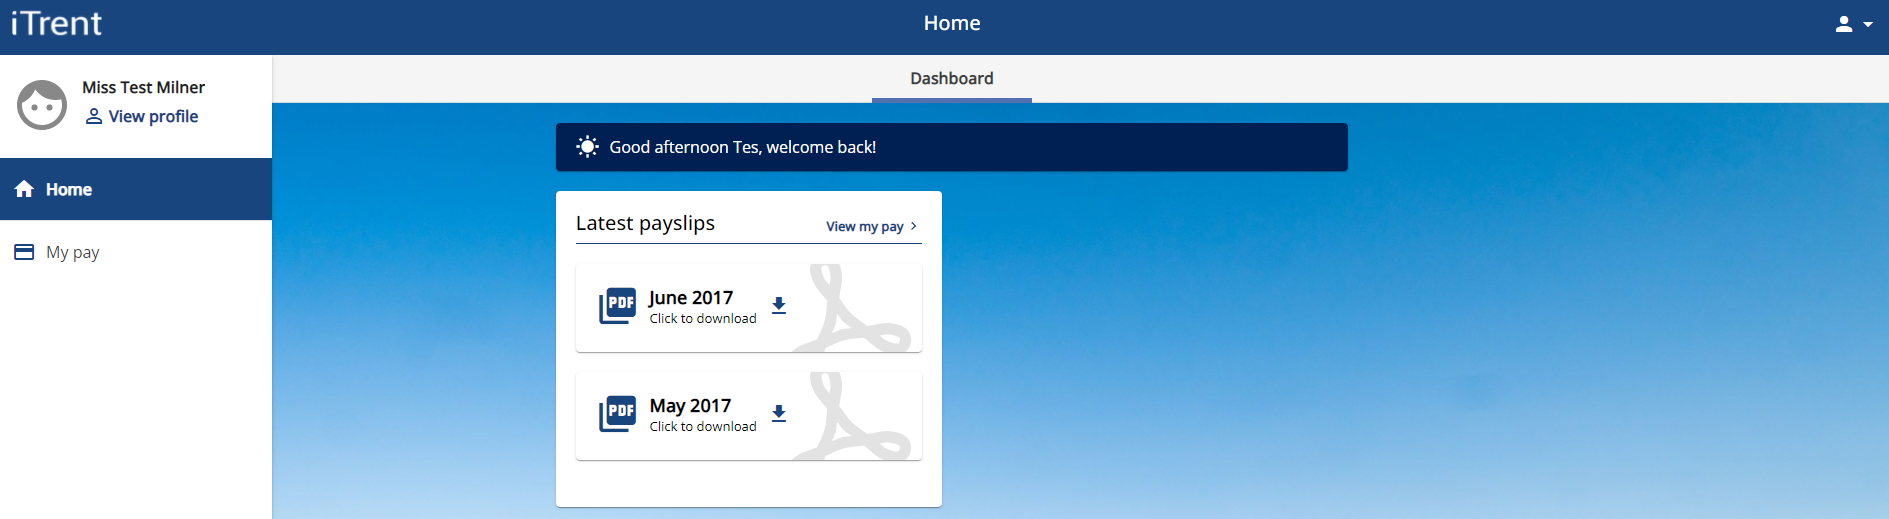 iTrent
Home
Miss Test Milner
View profile
Home
My pay
Dashboard
Good afternoon Tes, welcome back!
Latest payslips
View my pay
PDF
June 2017
Click to download
PDF
May 2017
Click to download